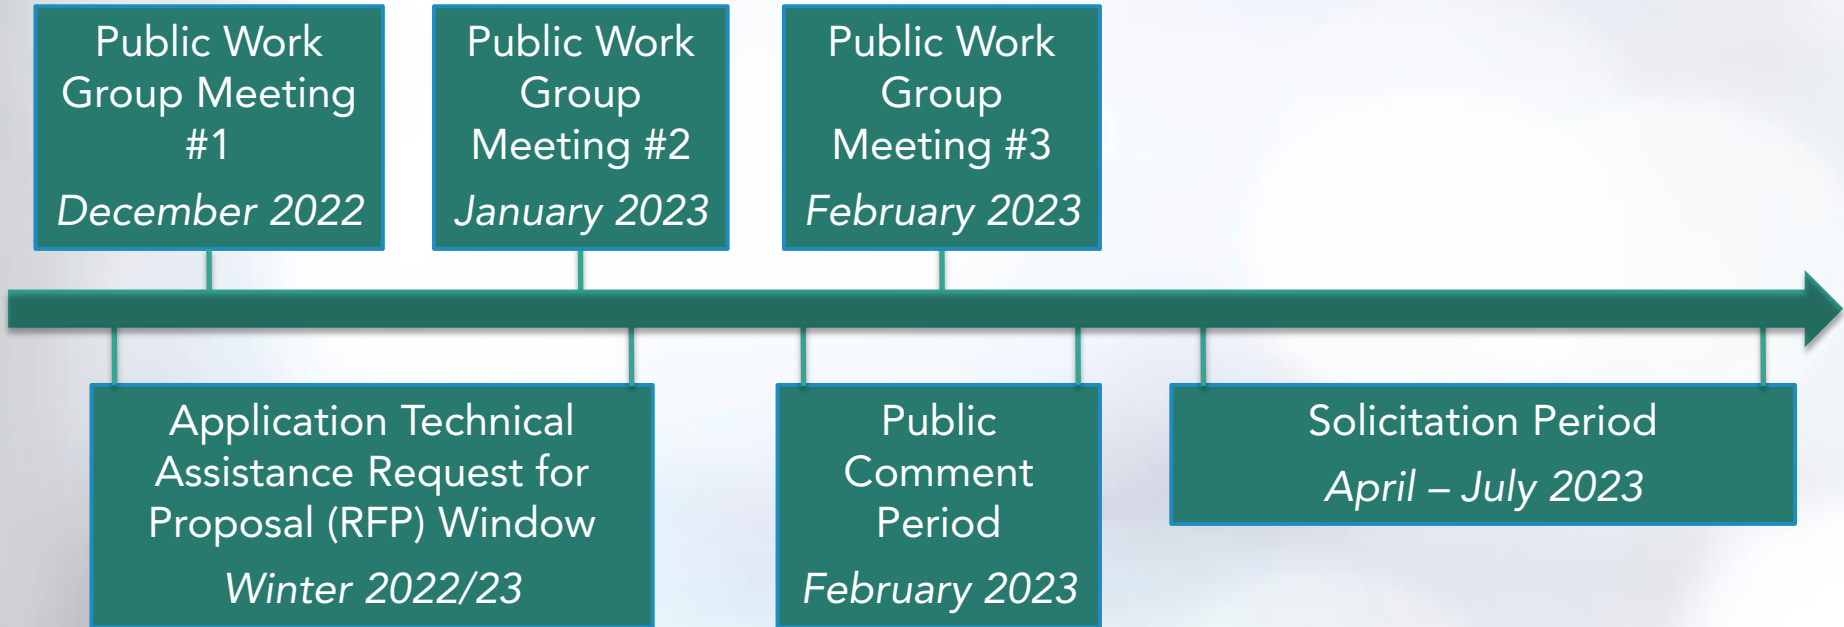 Public Work
Group Meeting
#1
December 2022
Public Work
Group
Meeting #2
January 2023
Public Work
Group
Meeting #3
February 2023
Application Technical
Assistance Request for
Proposal (RFP) Window
Winter 2022/23
Public
Comment
Period
February 2023
Solicitation Period
April – July 2023